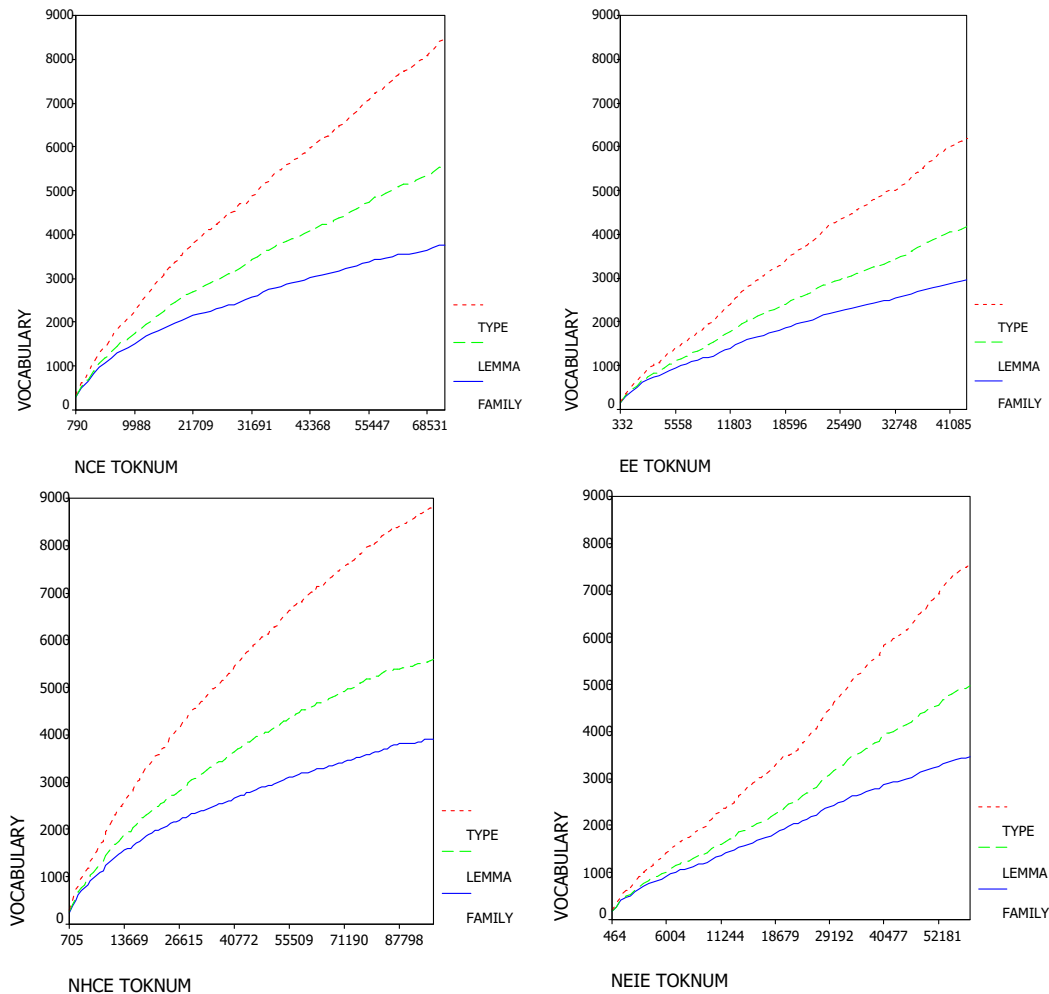 9000
8000
7000
6000
5000
4000
3000
2000
1000
0
VOCABULARY
790 9988 21709 31691 43368 55447 68531
NCE TOKNUM
TYPE
LEMMA
FAMILY
9000
8000
7000
6000
5000
4000
3000
2000
1000
0
VOCABULARY
332 5558 11803 18596 25490 32748 41085
EE TOKNUM
TYPE
LEMMA
FAMILY
9000
8000
7000
6000
5000
4000
3000
2000
1000
0
VOCABULARY
705 13669 26615 40772 55509 71190 87798
NHCE TOKNUM
TYPE
LEMMA
FAMILY
9000
8000
7000
6000
5000
4000
3000
2000
1000
0
VOCABULARY
464 6004 11244 18679 29192 40477 52181
NEIE TOKNUM
TYPE
LEMMA
FAMILY